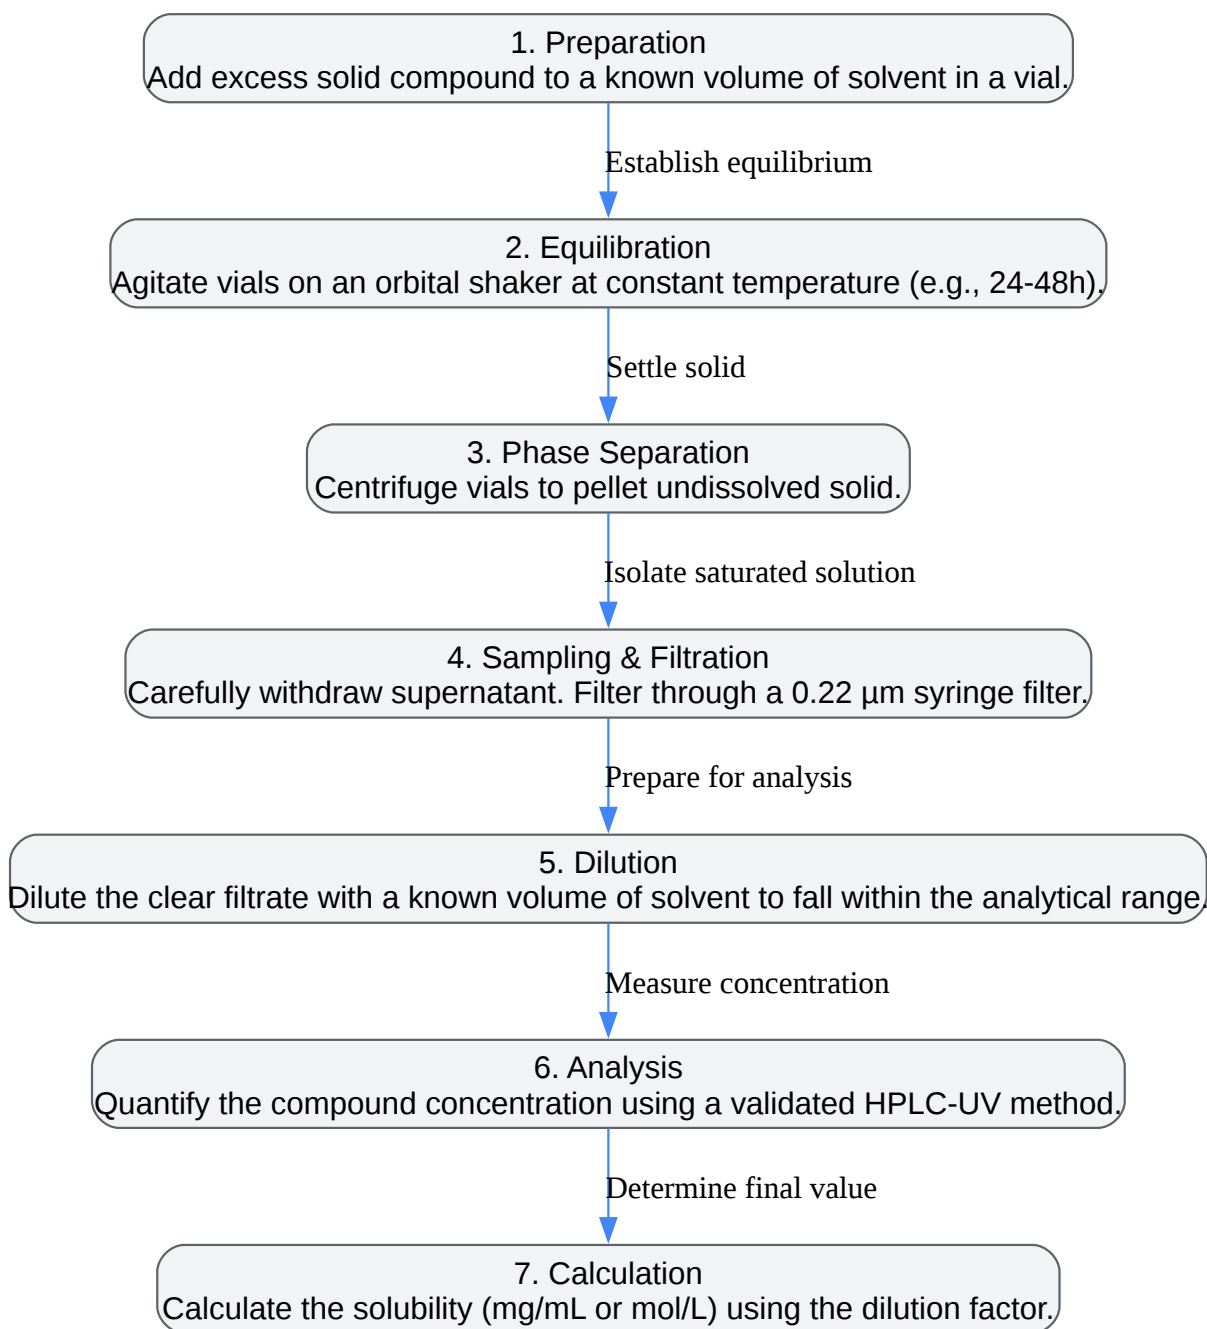 1. Preparation
Add excess solid compound to a known volume of solvent in a vial.
Establish equilibrium
2. Equilibration
Agitate vials on an orbital shaker at constant temperature (e.g., 24-48h).
Settle solid
3. Phase Separation
Centrifuge vials to pellet undissolved solid.
Isolate saturated solution
4. Sampling & Filtration
Carefully withdraw supernatant. Filter through a 0.22 µm syringe filter.
Prepare for analysis
5. Dilution
Dilute the clear filtrate with a known volume of solvent to fall within the analytical range.
Measure concentration
6. Analysis
Quantify the compound concentration using a validated HPLC-UV method.
Determine final value
7. Calculation
Calculate the solubility (mg/mL or mol/L) using the dilution factor.